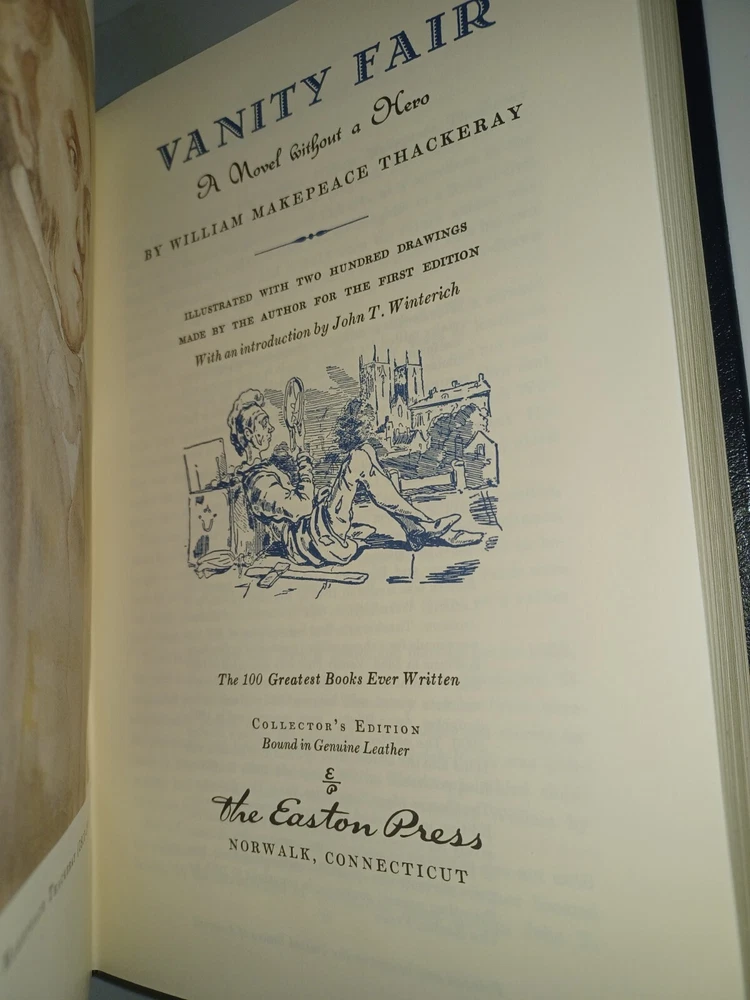 VANITY FAIR
A Novel without a Hero
BY WILLIAM MAKEPEACE THACKERAY
ILLUSTRATED WITH TWO HUNDRED DRAWINGS
MADE BY THE AUTHOR FOR THE FIRST EDITION
With an introduction by John T. Winterich
The 100 Greatest Books Ever Written
COLLECTOR'S EDITION
Bound in Genuine Leather
E
P
the Easton Press
NORWALK, CONNECTICUT